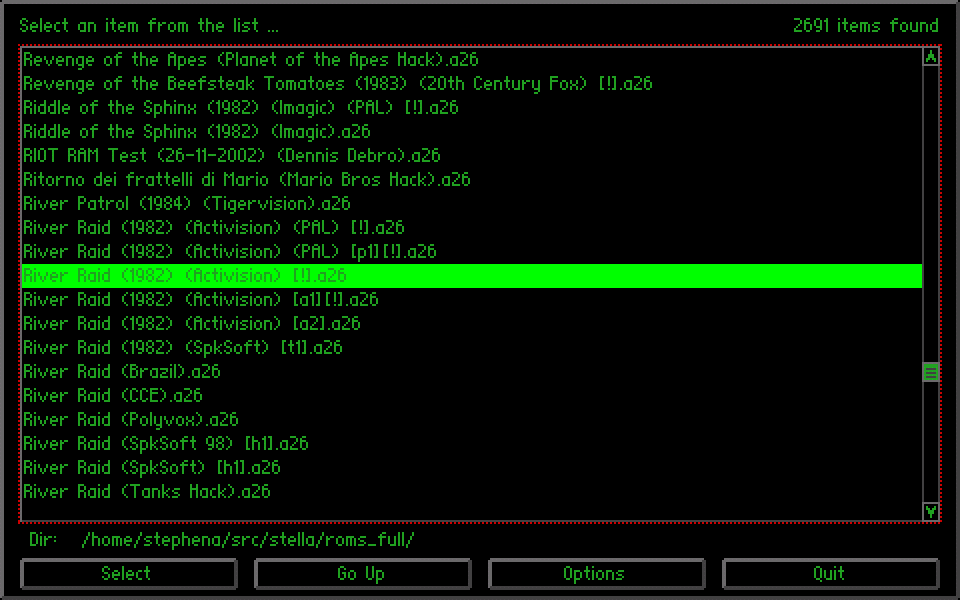 Select an item from the list ...
2691 items found
Revenge of the Apes (Planet of the Apes Hack).a26
Revenge of the Beefsteak Tomatoes (1983) (20th Century Fox) [!].a26
Riddle of the Sphinx (1982) (Imagic) (PAL) [!].a26
Riddle of the Sphinx (1982) (Imagic).a26
RIOT RAM Test (26-11-2002) (Dennis Debro).a26
Ritorno dei frattelli di Mario (Mario Bros Hack).a26
River Patrol (1984) (Tigervision).a26
River Raid (1982) (Activision) (PAL) [!].a26
River Raid (1982) (Activision) (PAL) [p1][!].a26
River Raid (1982) (Activision) [!].a26
River Raid (1982) (Activision) [a1][!].a26
River Raid (1982) (Activision) [a2].a26
River Raid (1982) (SpkSoft) [t1].a26
River Raid (Brazil).a26
River Raid (CCE).a26
River Raid (Polyvox).a26
River Raid (SpkSoft 98) [h1].a26
River Raid (SpkSoft) [h1].a26
River Raid (Tanks Hack).a26
Dir: /home/stephena/src/stella/roms_full/
Select
Go Up
Options
Quit